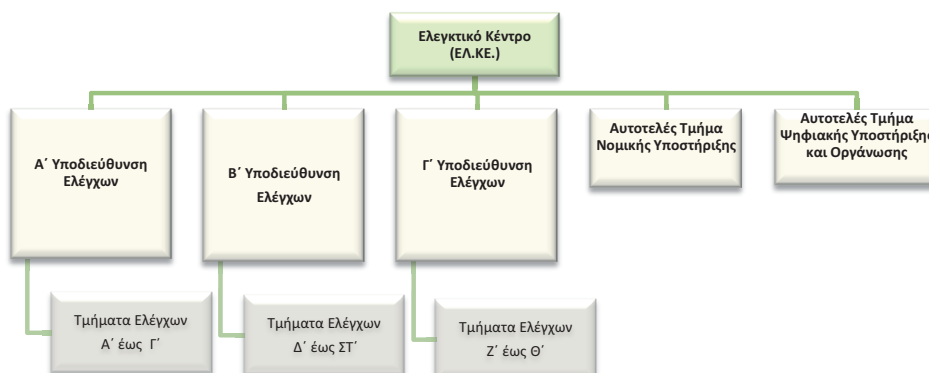 Ελεγκτικό Κέντρο
(ΕΛ.ΚΕ.)
Α΄ Υποδιεύθυνση
Ελέγχων
Β΄ Υποδιεύθυνση
Ελέγχων
Γ΄ Υποδιεύθυνση
Ελέγχων
Αυτοτελές Τμήμα
Νομικής Υποστήριξης
Αυτοτελές Τμήμα
Ψηφιακής Υποστήριξης
και Οργάνωσης
Τμήματα Ελέγχων
Α΄ έως Γ΄
Τμήματα Ελέγχων
Δ΄ έως ΣΤ΄
Τμήματα Ελέγχων
Ζ΄ έως Θ΄